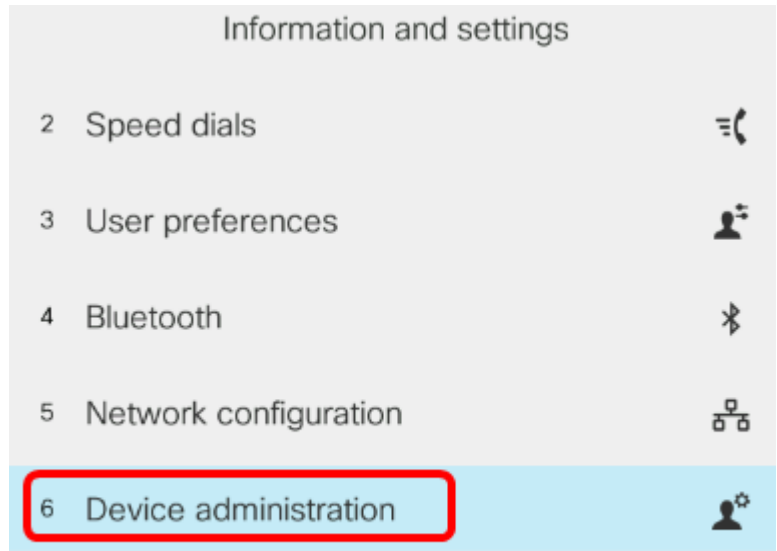 Information and settings
2 Speed dials
3 User preferences
4 Bluetooth
5 Network configuration
6 Device administration